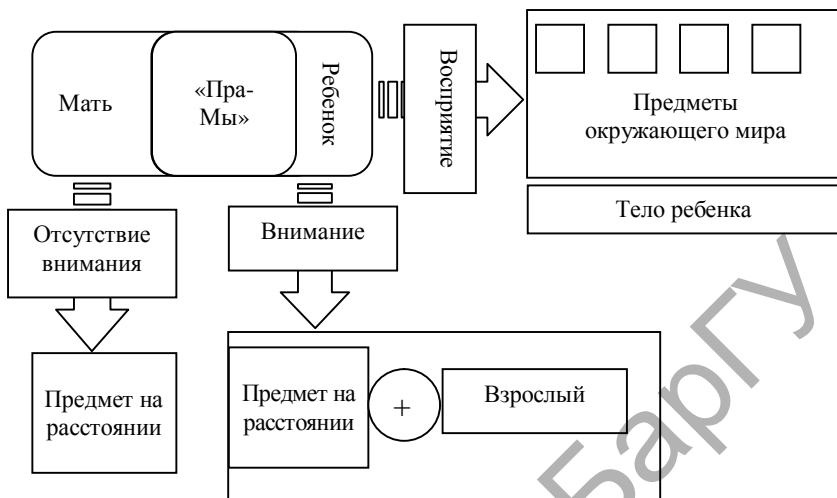 Мать
«Пра-
Мы»
Ребенок
Восприятие
Предметы
окружающего мира
Тело ребенка
Отсутствие
внимания
Внимание
Предмет на
расстоянии
Предмет на
расстоянии
+
Взрослый
БарГУ